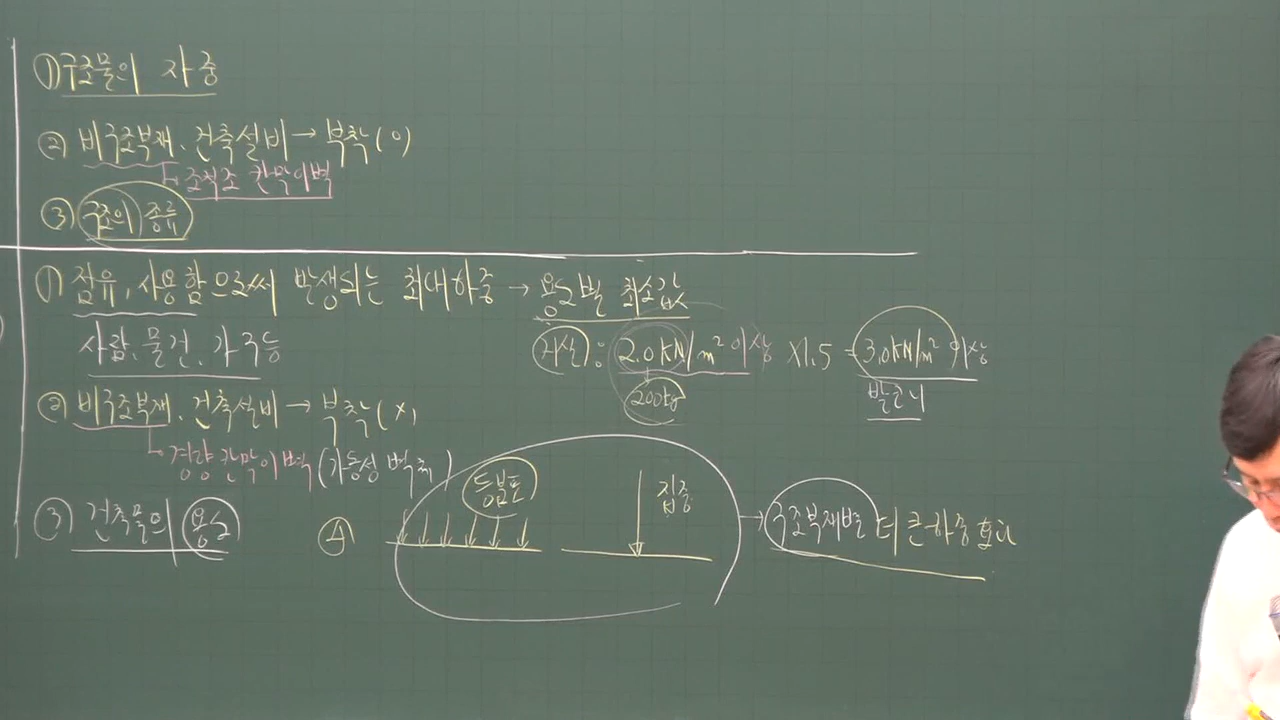 ① 구조물의 자중
② 비구조부재, 건축설비 → 부착(O)
↳ 조적조 칸막이벽
③ 구조의 종류
① 점유, 사용함으로써 발생되는 최대하중 → 용도별 최소값
사람, 물건, 가구등
거실 : 2.0kN/m² 이상 X1.5 = 3.0kN/m² 이상
200kg
발코니
② 비구조부재, 건축설비 → 부착(X)
↳ 경량칸막이벽 (가동성 벽체)
③ 건축물의 용도
④ 등분포 집중 → 구조부재별 더 큰 하중 효과